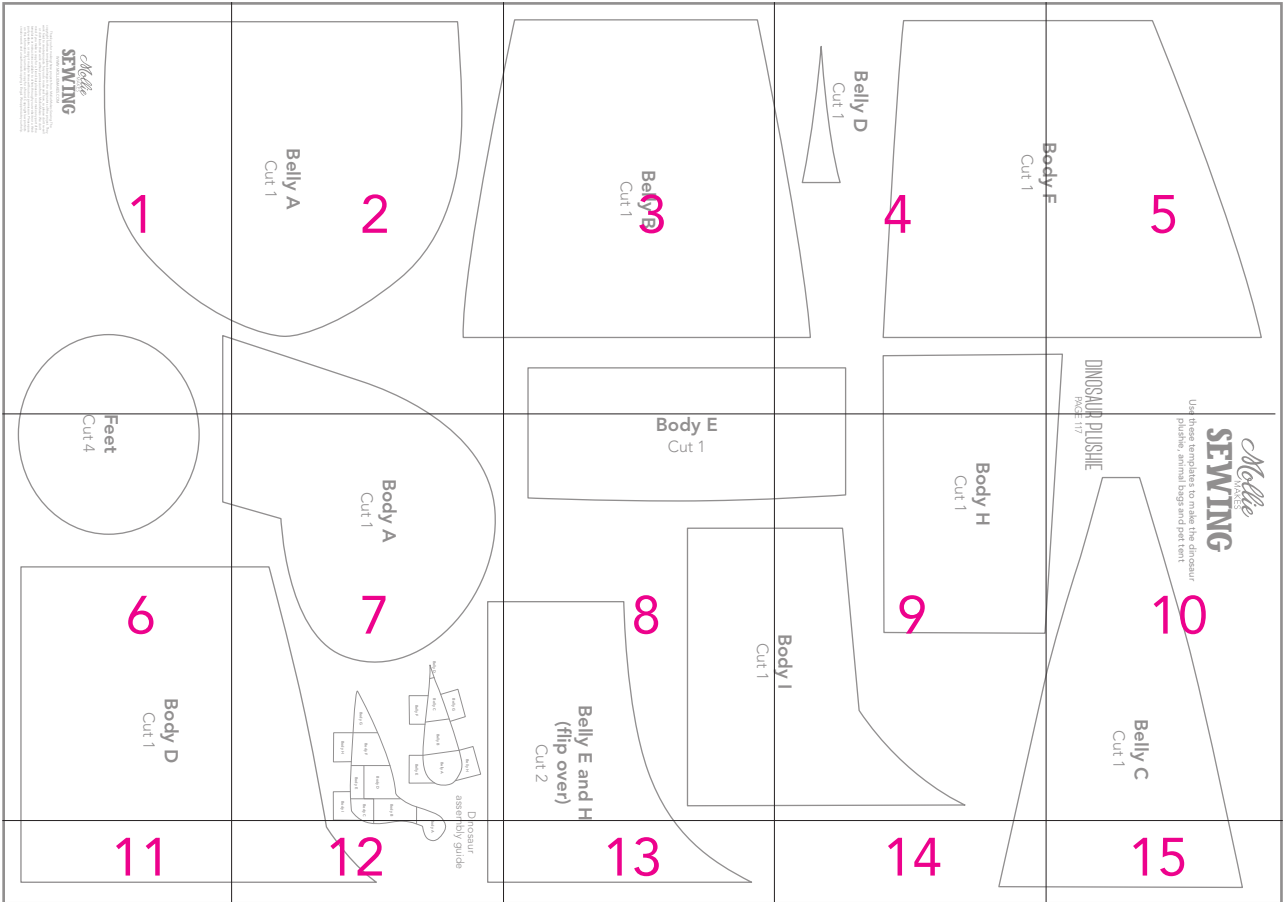 Mollie
MAKES
SEWING
Belly A
Cut 1
1
2
Belly B
Cut 1
3
Belly D
Cut 1
4
Body F
Cut 1
5
Feet
Cut 4
Body A
Cut 1
Body E
Cut 1
Body H
Cut 1
DINOSAUR PLUSHIE
PAGE 117
Use these templates to make the dinosaur
plushie, animal bags and pet tent
Mollie
MAKES
SEWING
6
7
8
9
10
Body D
Cut 1
Belly E and H
(flip over)
Cut 2
Body I
Cut 1
Belly C
Cut 1
Dinosaur
assembly guide
11
12
13
14
15